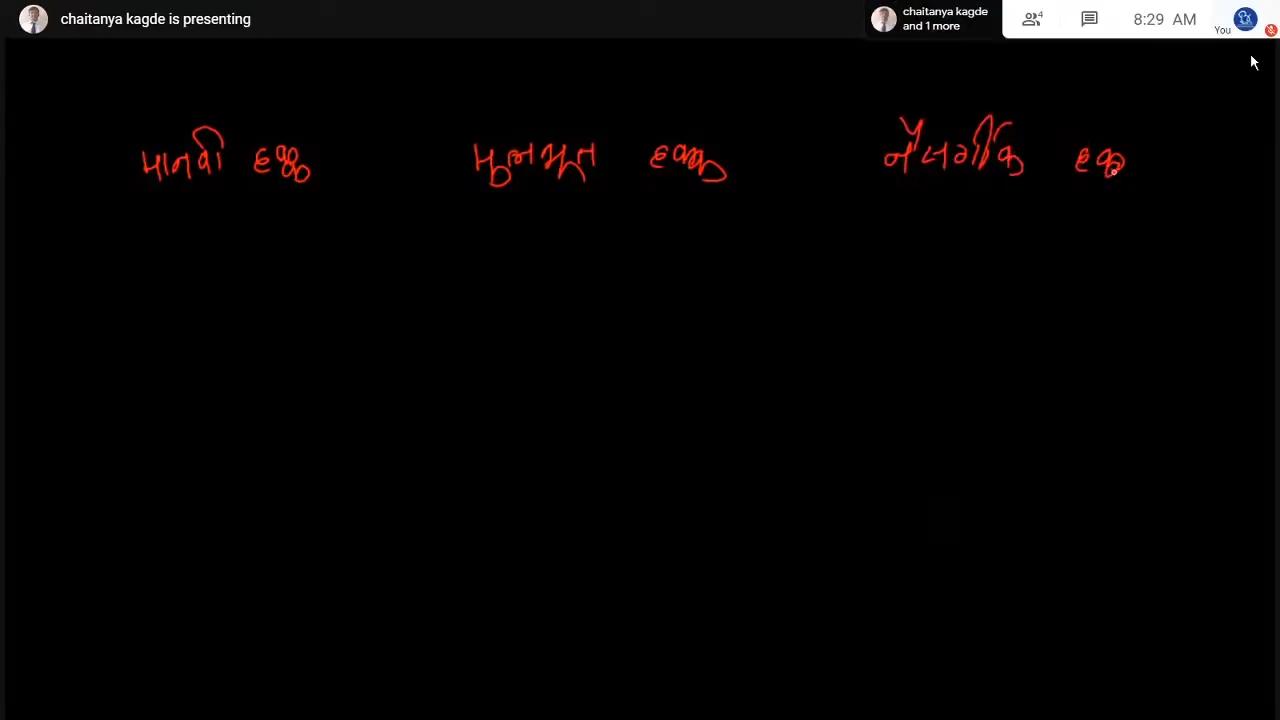 chaitanya kagde is presenting
chaitanya kagde
and 1 more
4
8:29 AM
You
मानवी हक्क मुलभूत हक्क नैसर्गिक हक्क